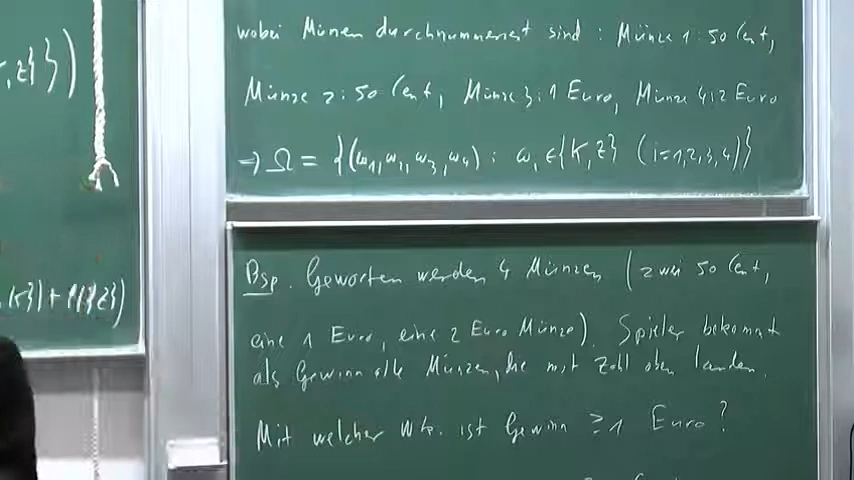 , z}})
, K}) + P({z})
wobei Münzen durchnummeriert sind : Münze 1 : 50 Cent,
Münze 2 : 50 Cent, Münze 3 : 1 Euro, Münze 4 : 2 Euro
⇒ Ω = {(ω₁, ω₂, ω₃, ω₄) : ωᵢ ∈ {K, Z} (i=1,2,3,4)}
Bsp. Geworfen werden 4 Münzen (zwei 50 Cent,
eine 1 Euro, eine 2 Euro Münze). Spieler bekommt
als Gewinn alle Münzen, die mit Zahl oben landen.
Mit welcher Wk. ist Gewinn ≥ 1 Euro?